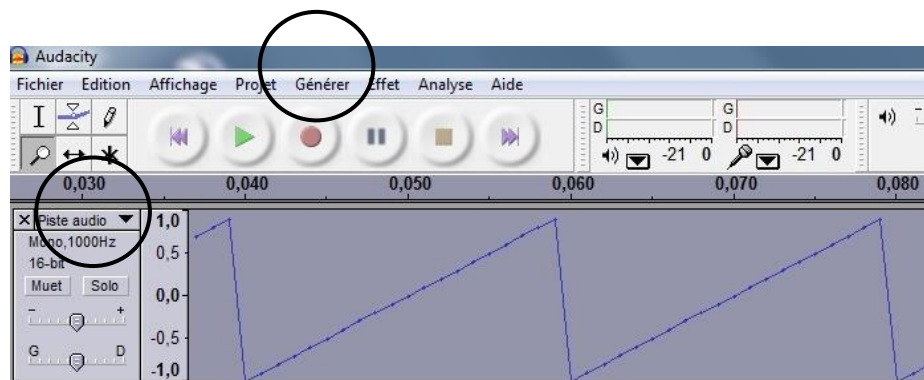 Audacity
Fichier Edition Affichage Projet Générer Effet Analyse Aide
G
D
-21 0
G
D
-21 0
0,030 0,040 0,050 0,060 0,070 0,080
Piste audio
Mono,1000Hz
16-bit
Muet Solo
- +
G D
1,0
0,5
0,0
-0,5
-1,0